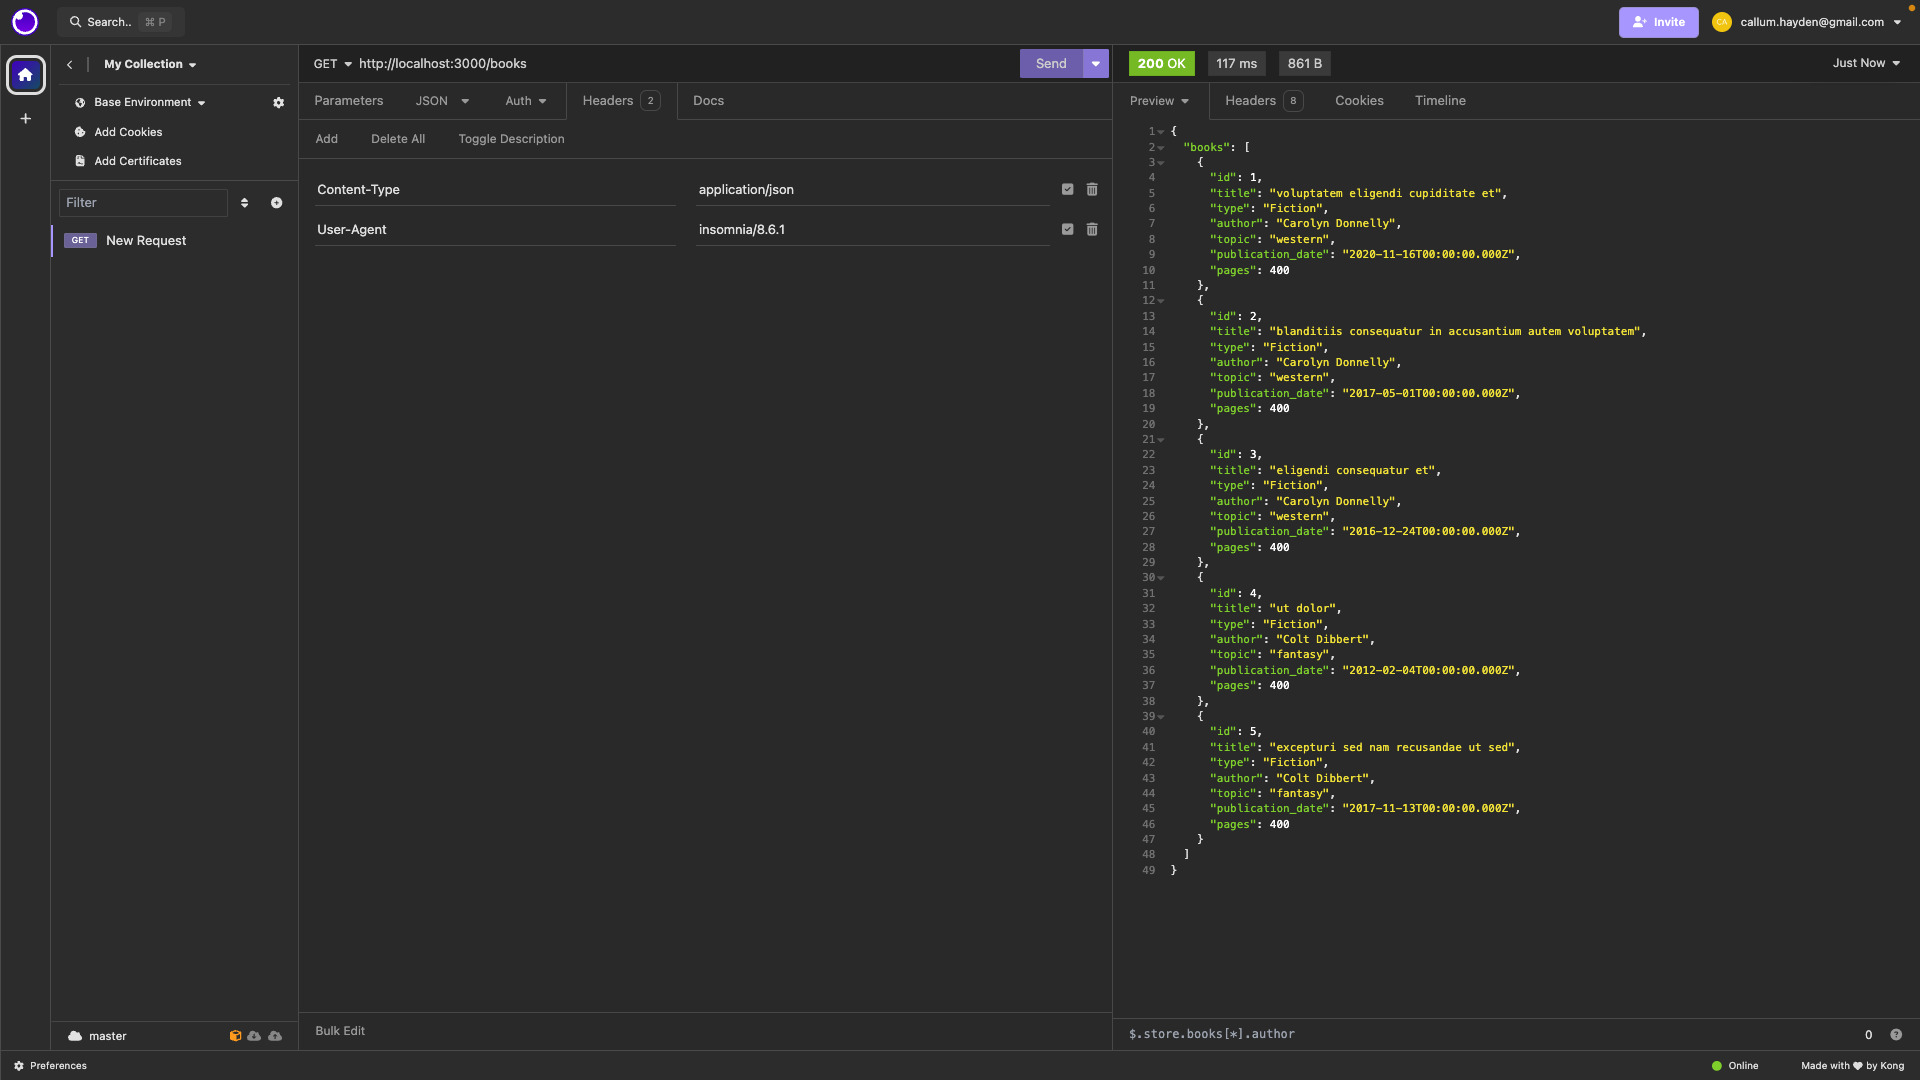 Search.. ⌘ P
Invite
CA callum.hayden@gmail.com
My Collection
Base Environment
Add Cookies
Add Certificates
Filter
GET New Request
master
GET http://localhost:3000/books Send
Parameters JSON Auth Headers 2 Docs
Add Delete All Toggle Description
Content-Type application/json
User-Agent insomnia/8.6.1
Bulk Edit
200 OK 117 ms 861 B Just Now
Preview Headers 8 Cookies Timeline
1 {
2 "books": [
3 {
4 "id": 1,
5 "title": "voluptatem eligendi cupiditate et",
6 "type": "Fiction",
7 "author": "Carolyn Donnelly",
8 "topic": "western",
9 "publication_date": "2020-11-16T00:00:00.000Z",
10 "pages": 400
11 },
12 {
13 "id": 2,
14 "title": "blanditiis consequatur in accusantium autem voluptatem",
15 "type": "Fiction",
16 "author": "Carolyn Donnelly",
17 "topic": "western",
18 "publication_date": "2017-05-01T00:00:00.000Z",
19 "pages": 400
20 },
21 {
22 "id": 3,
23 "title": "eligendi consequatur et",
24 "type": "Fiction",
25 "author": "Carolyn Donnelly",
26 "topic": "western",
27 "publication_date": "2016-12-24T00:00:00.000Z",
28 "pages": 400
29 },
30 {
31 "id": 4,
32 "title": "ut dolor",
33 "type": "Fiction",
34 "author": "Colt Dibbert",
35 "topic": "fantasy",
36 "publication_date": "2012-02-04T00:00:00.000Z",
37 "pages": 400
38 },
39 {
40 "id": 5,
41 "title": "excepturi sed nam recusandae ut sed",
42 "type": "Fiction",
43 "author": "Colt Dibbert",
44 "topic": "fantasy",
45 "publication_date": "2017-11-13T00:00:00.000Z",
46 "pages": 400
47 }
48 ]
49 }
$.store.books[*].author 0
Preferences
Online
Made with ♥ by Kong